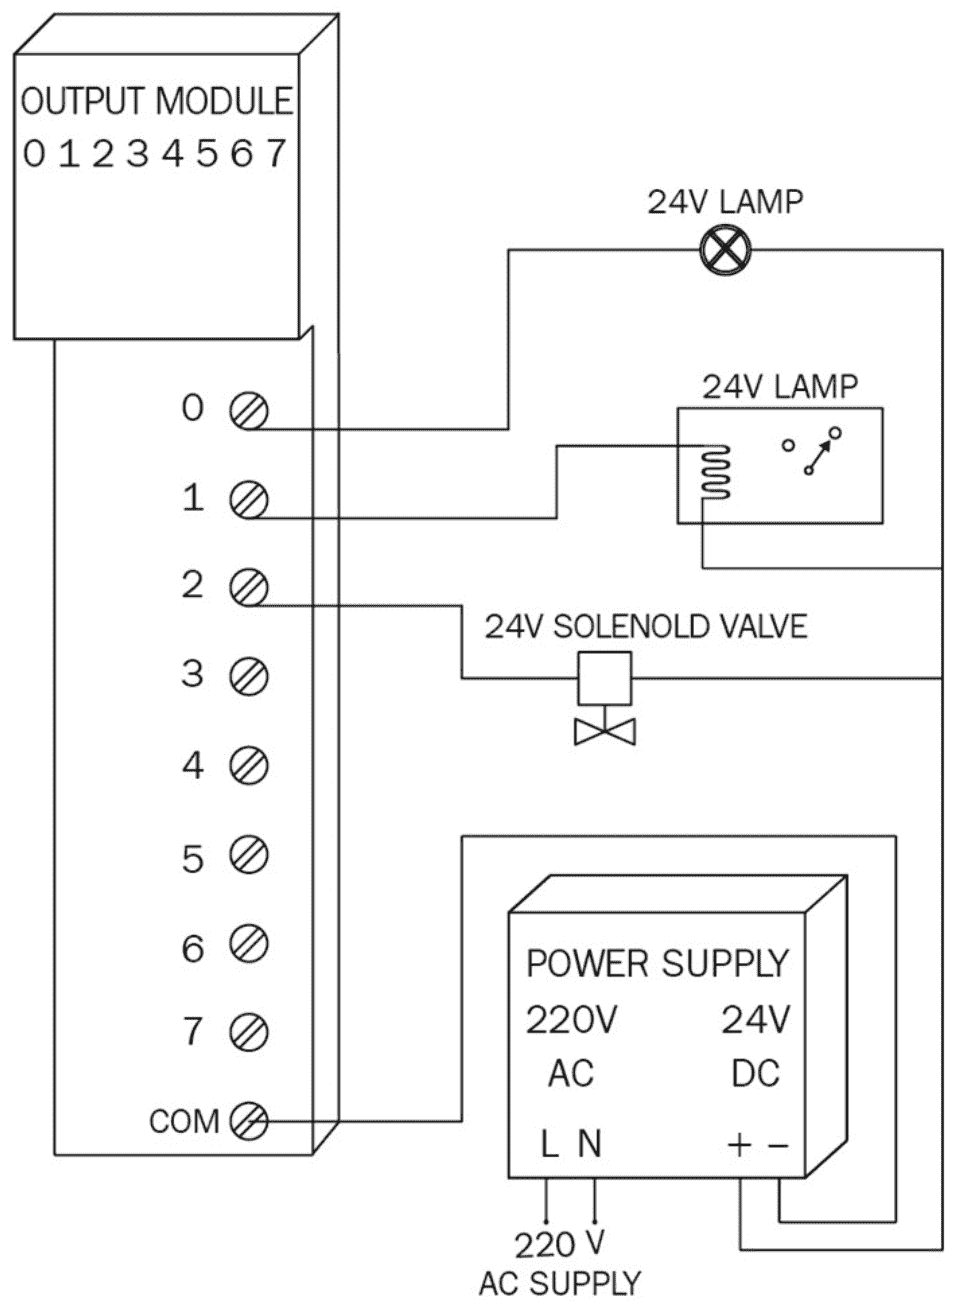 OUTPUT MODULE
0 1 2 3 4 5 6 7
24V LAMP
0
24V LAMP
1
2
24V SOLENOLD VALVE
3
4
5
6
POWER SUPPLY
220V 24V
7
AC DC
COM
L N + −
220 V
AC SUPPLY